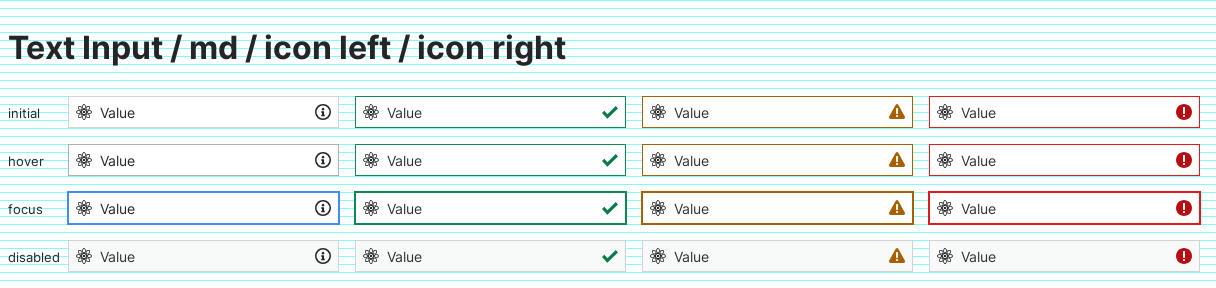 Text Input / md / icon left / icon right
initial Value Value Value Value
hover Value Value Value Value
focus Value Value Value Value
disabled Value Value Value Value